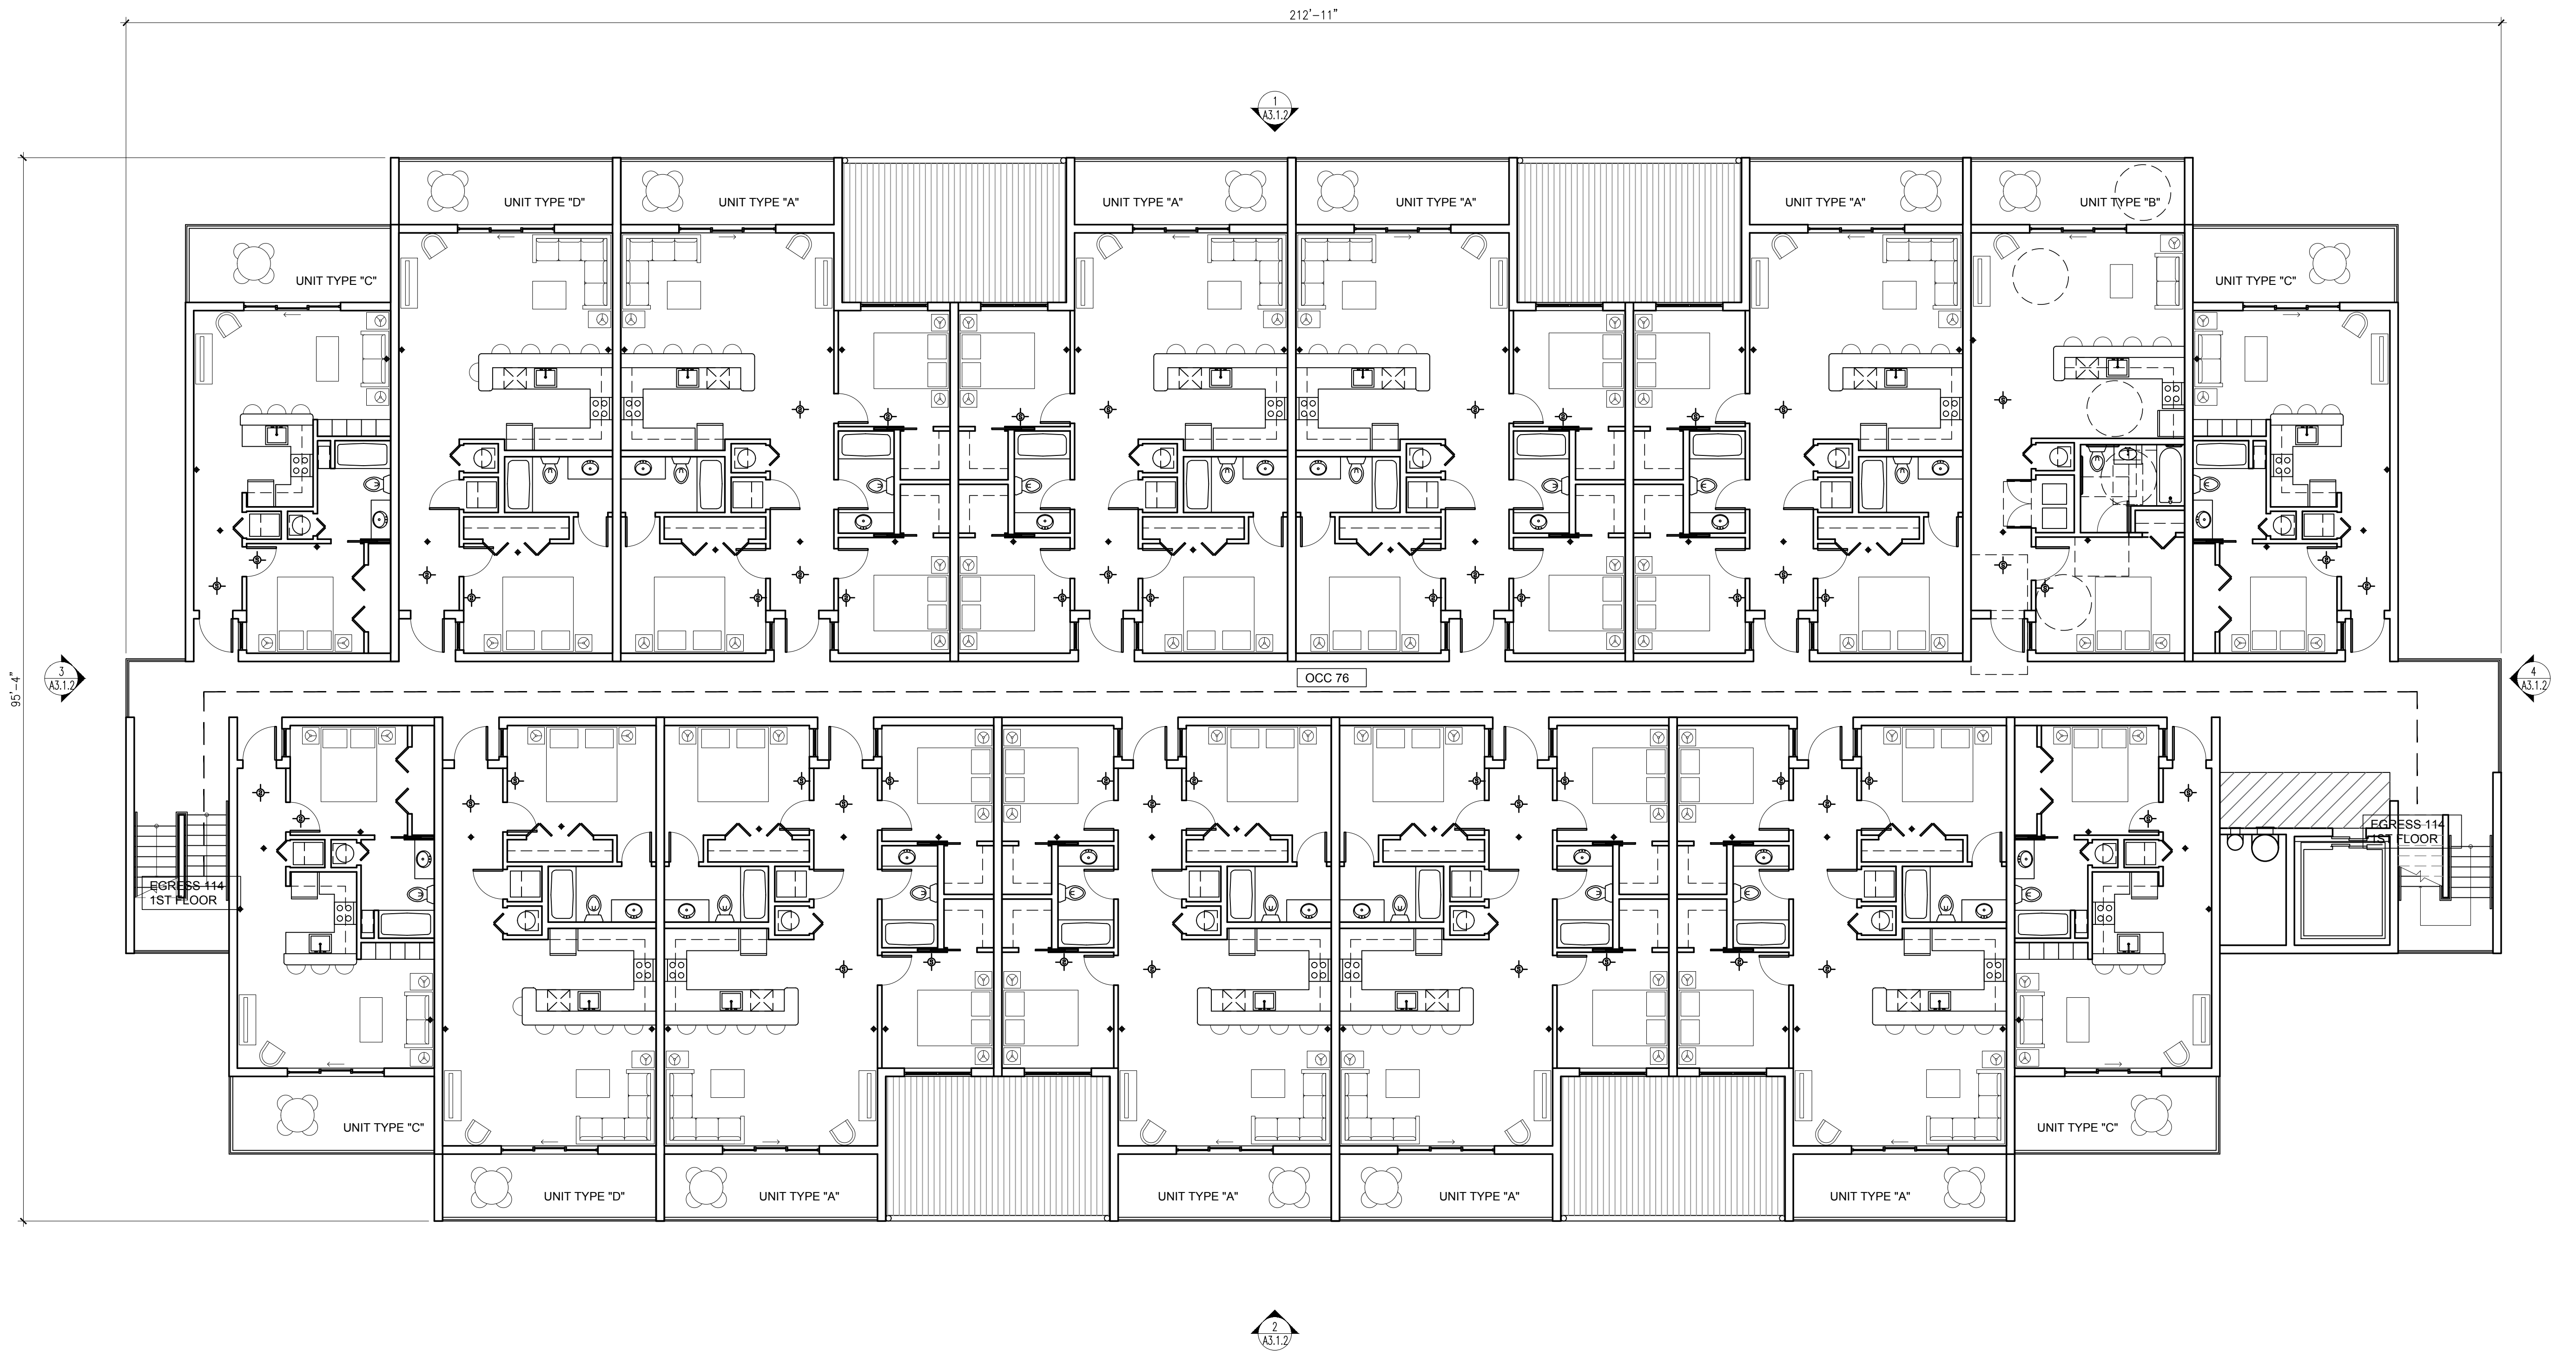 212'-11"
1
A3.1.2
UNIT TYPE "D"
UNIT TYPE "A"
UNIT TYPE "A"
UNIT TYPE "A"
UNIT TYPE "A"
UNIT TYPE "B"
UNIT TYPE "C"
UNIT TYPE "C"
3
A3.1.2
OCC 76
4
A3.1.2
95'-4"
EGRESS 114
1ST FLOOR
EGRESS 114
1ST FLOOR
UNIT TYPE "C"
UNIT TYPE "C"
UNIT TYPE "D"
UNIT TYPE "A"
UNIT TYPE "A"
UNIT TYPE "A"
UNIT TYPE "A"
2
A3.1.2